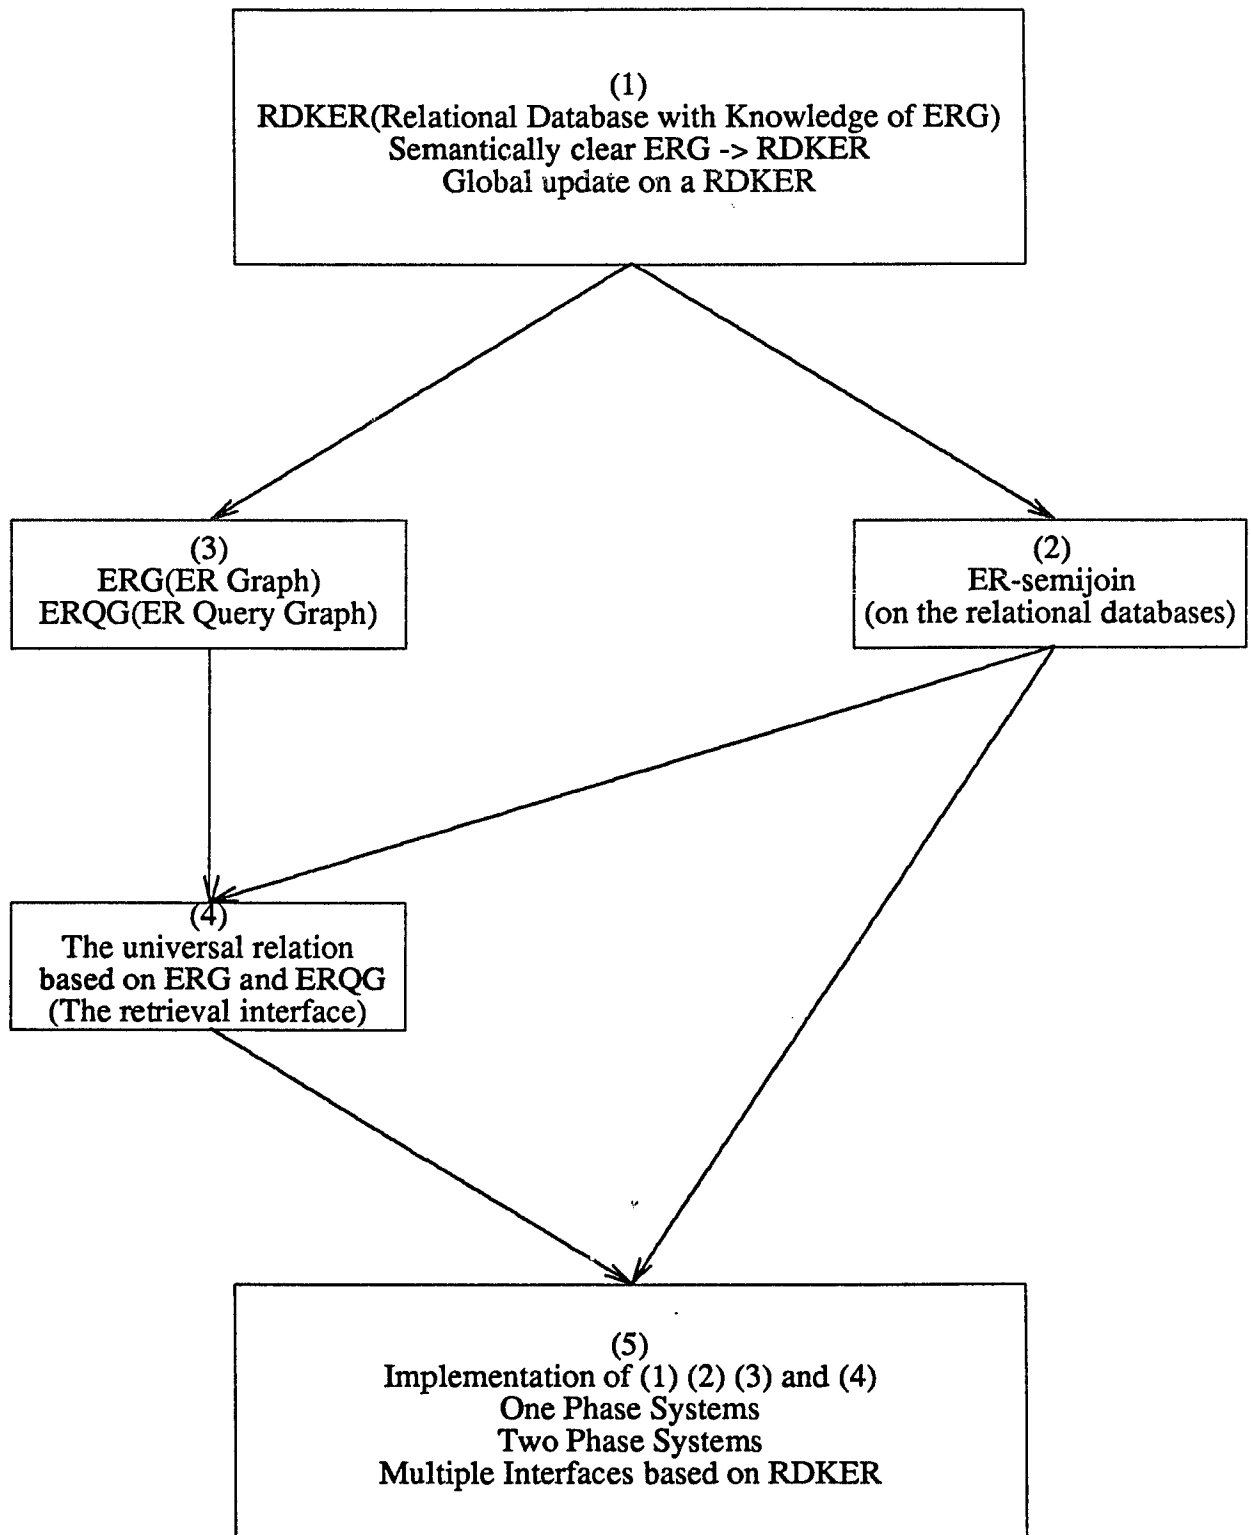 (1)
RDKER(Relational Database with Knowledge of ERG)
Semantically clear ERG -> RDKER
Global update on a RDKER
(3)
ERG(ER Graph)
ERQG(ER Query Graph)
(2)
ER-semijoin
(on the relational databases)
(4)
The universal relation
based on ERG and ERQG
(The retrieval interface)
(5)
Implementation of (1) (2) (3) and (4)
One Phase Systems
Two Phase Systems
Multiple Interfaces based on RDKER